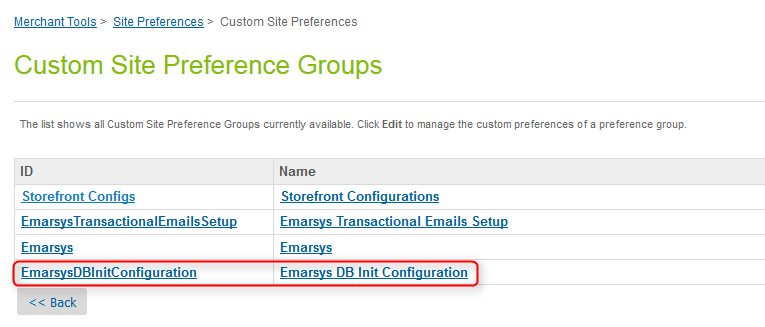 Merchant Tools > Site Preferences > Custom Site Preferences
Custom Site Preference Groups
The list shows all Custom Site Preference Groups currently available. Click Edit to manage the custom preferences of a preference group.
ID Name
Storefront Configs Storefront Configurations
EmarsysTransactionalEmailsSetup Emarsys Transactional Emails Setup
Emarsys Emarsys
EmarsysDBInitConfiguration Emarsys DB Init Configuration
<< Back